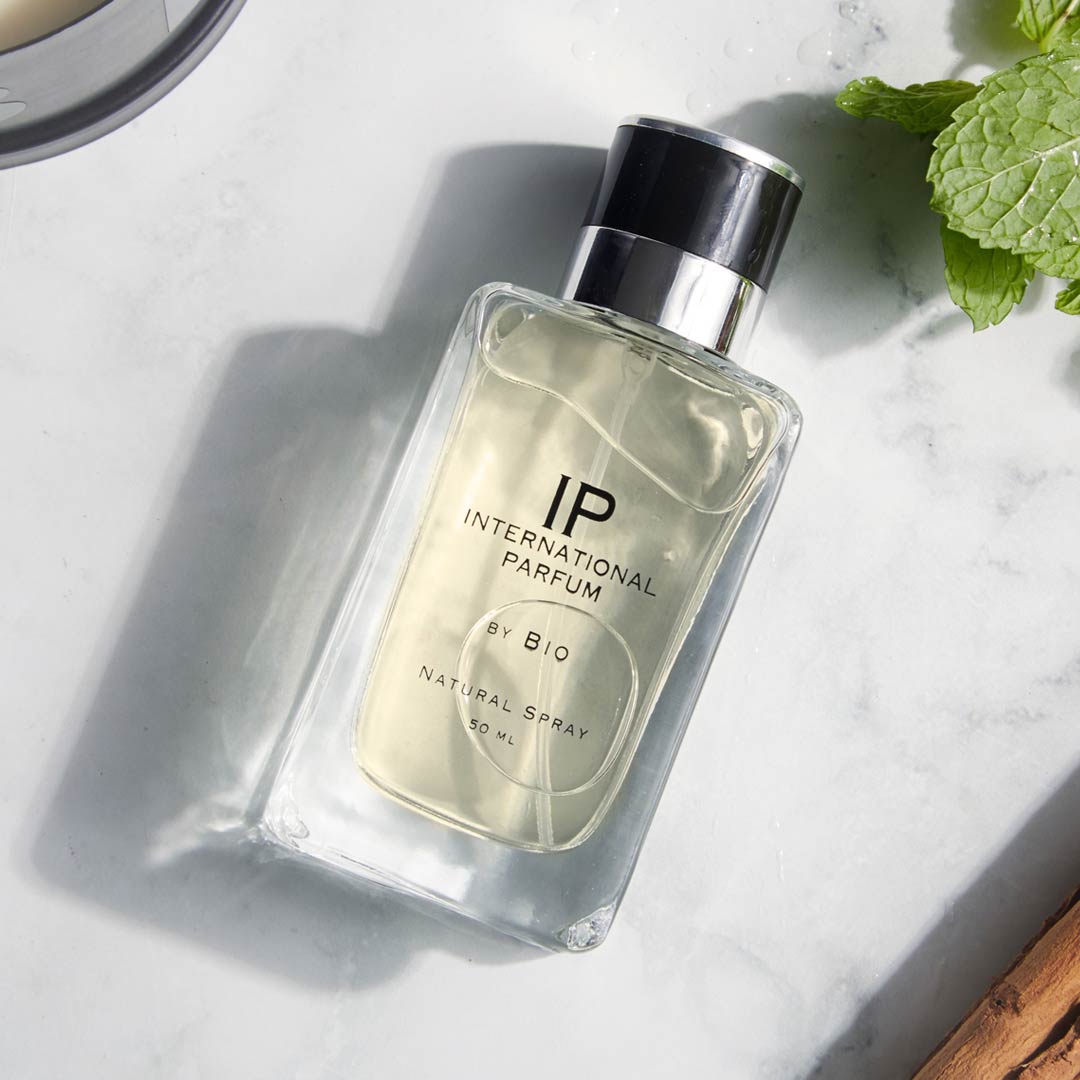 IP
INTERNATIONAL
PARFUM
BY BIO
NATURAL SPRAY
50 ML